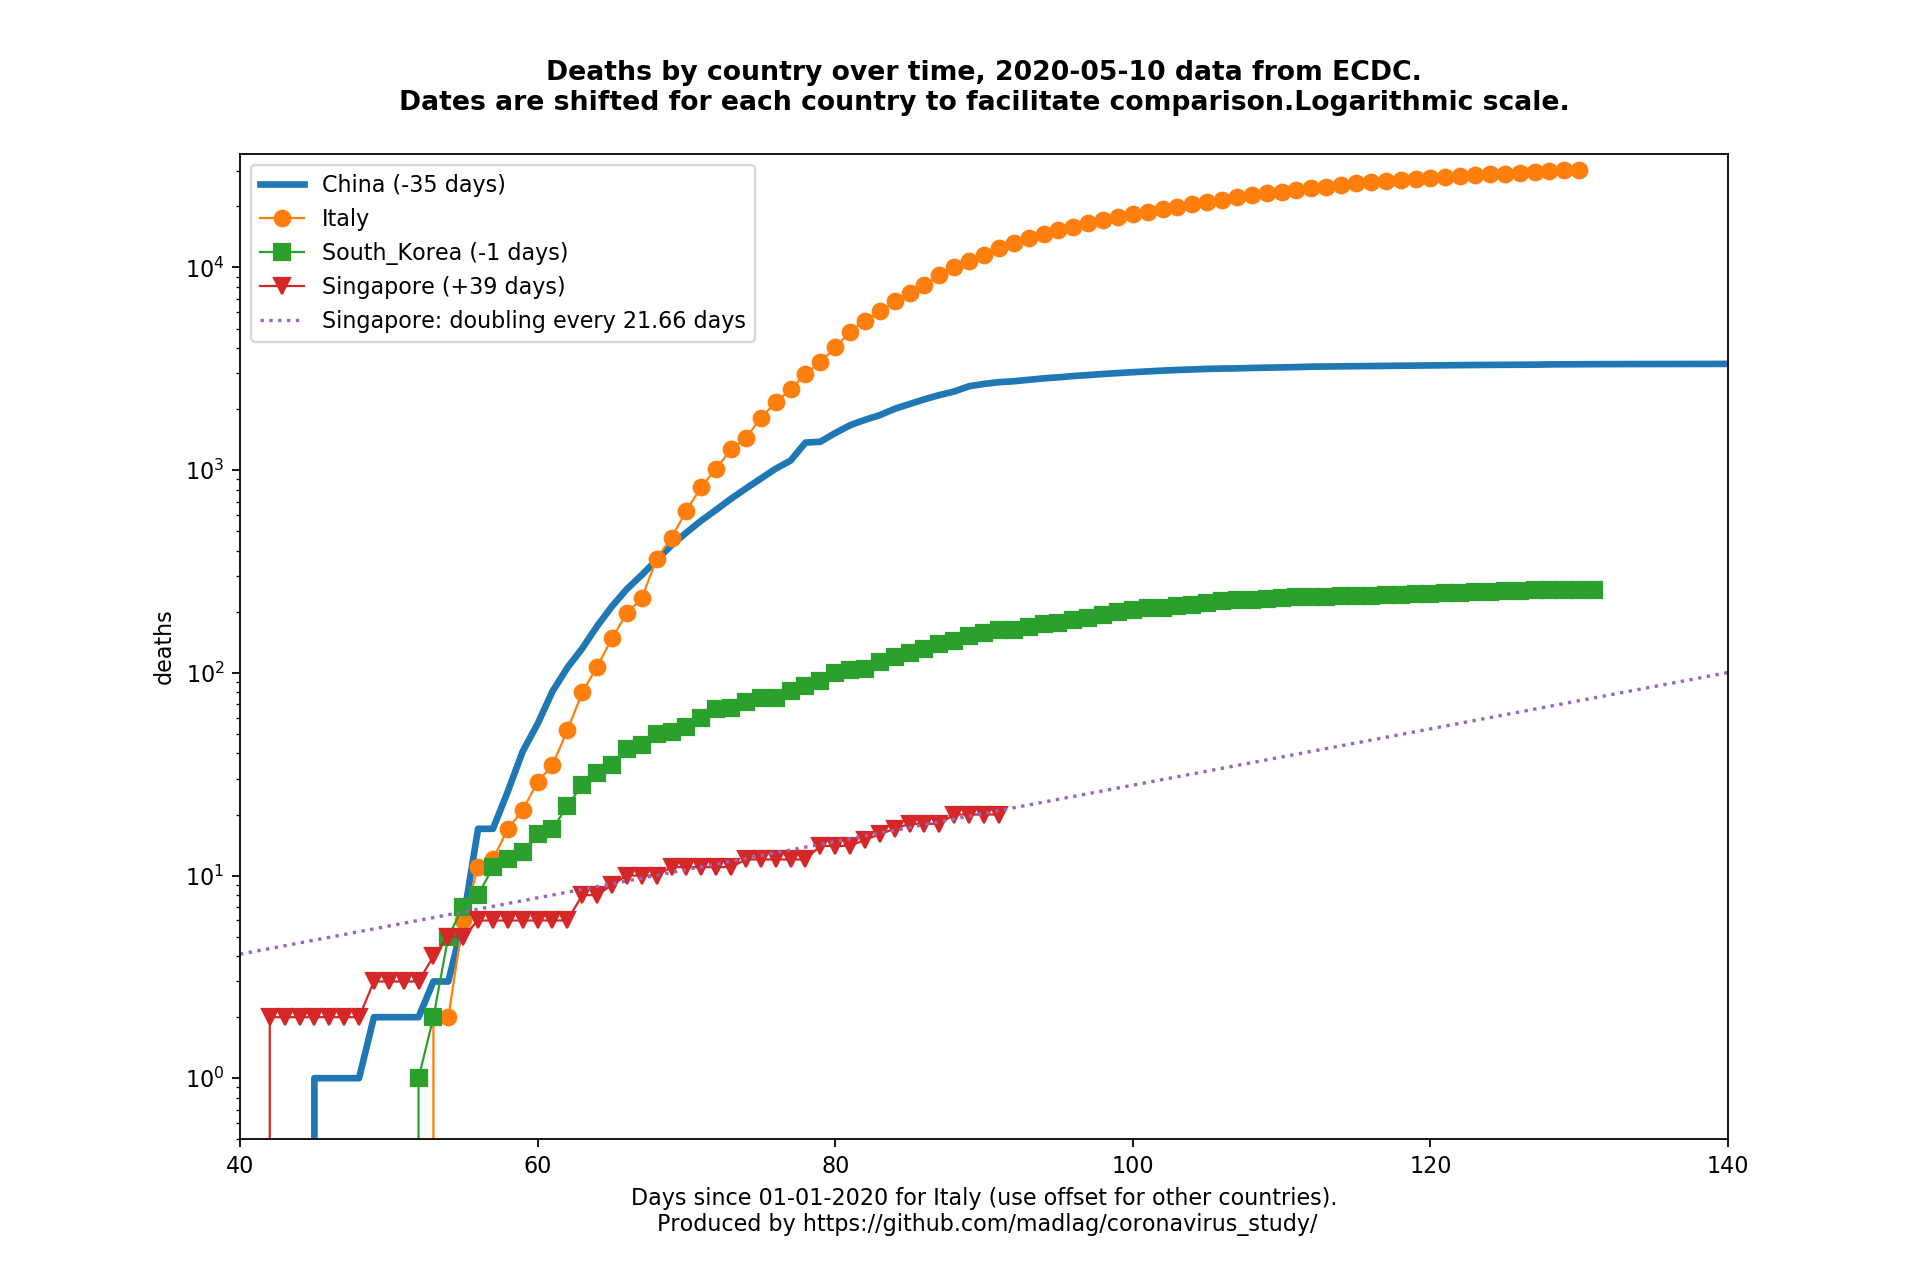 Deaths by country over time, 2020-05-10 data from ECDC.
Dates are shifted for each country to facilitate comparison.Logarithmic scale.
China (-35 days)
Italy
South_Korea (-1 days)
Singapore (+39 days)
Singapore: doubling every 21.66 days
deaths
10⁴
10³
10²
10¹
10⁰
40 60 80 100 120 140
Days since 01-01-2020 for Italy (use offset for other countries).
Produced by https://github.com/madlag/coronavirus_study/